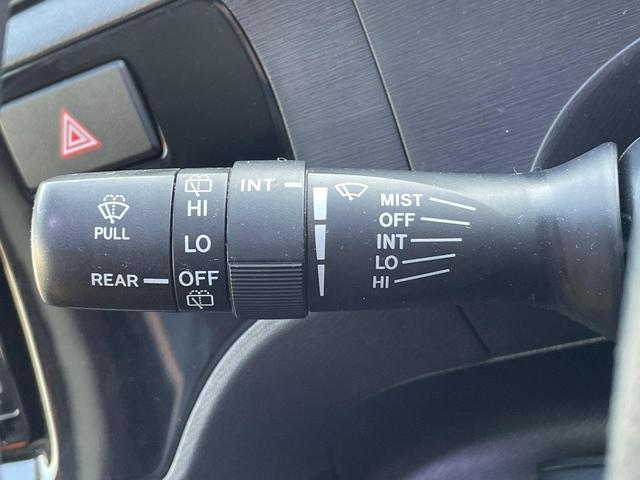 PULL
REAR
HI
LO
OFF
INT
MIST
OFF
INT
LO
HI